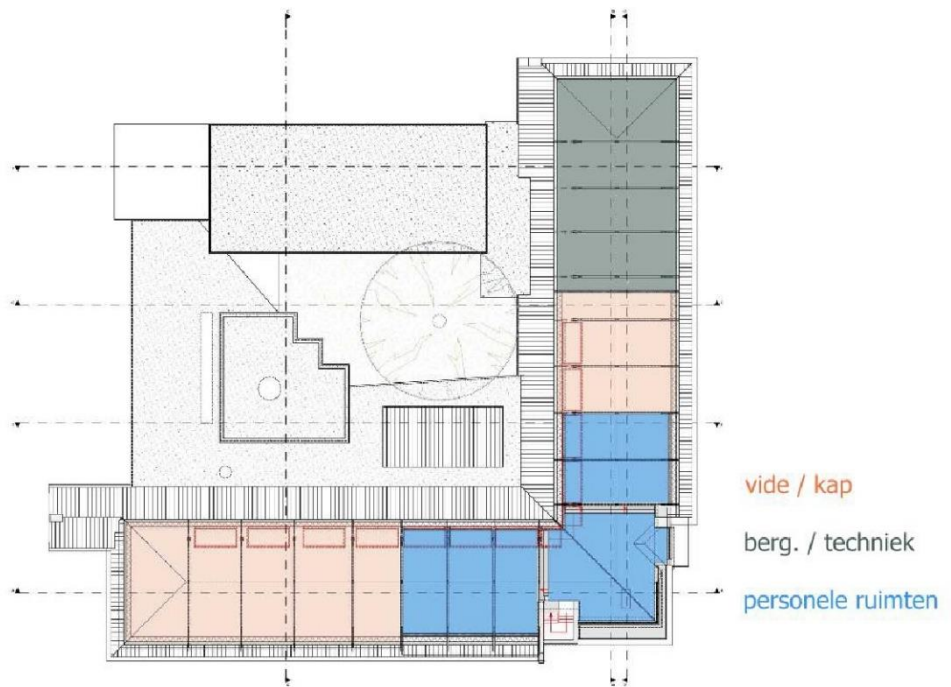 vide / kap
berg. / techniek
personele ruimten